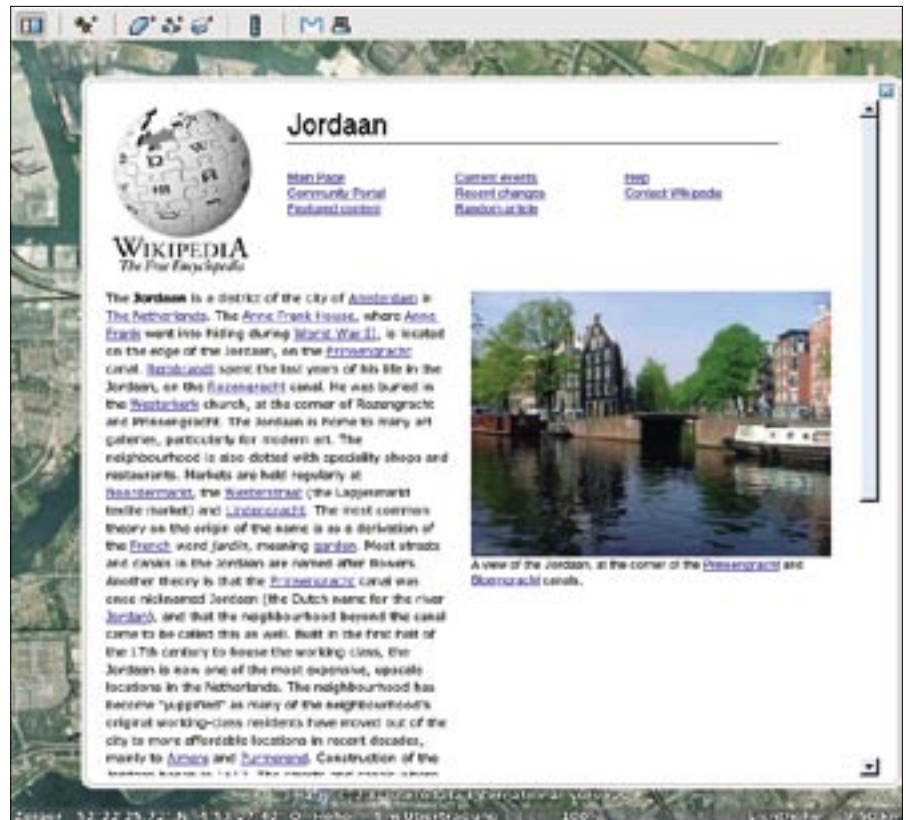 Jordaan
Main Page
Current events
Help
Community Portal
Recent changes
Contact Wikipedia
Featured content
Random article
WIKIPEDIA
The Free Encyclopedia
The Jordaan is a district of the city of Amsterdam in
The Netherlands. The Anne Frank House, where Anne
Frank went into hiding during World War II, is located
on the edge of the Jordaan, on the Prinsengracht
canal. Rembrandt spent the last years of his life in the
Jordaan, on the Rozengracht canal. He was buried in
the Westerkerk church, at the corner of Rozengracht
and Prinsengracht. The Jordaan is home to many art
galleries, particularly for modern art. The
neighbourhood is also dotted with speciality shops and
restaurants. Markets are held regularly at
Noordermarkt, the Westerstraat (the Lapjesmarkt
textile market) and Lindengracht. The most common
theory on the origin of the name is as a derivation of
the French word jardin, meaning garden. Most streets
and canals in the Jordaan are named after flowers.
Another theory is that the Prinsengracht canal was
once nicknamed Jordaan (the Dutch name for the river
Jordan), and that the neighbourhood beyond the canal
came to be called this as well. Built in the first half of
the 17th century to house the working class, the
Jordaan is now one of the most expensive, upscale
locations in the Netherlands. The neighbourhood has
become "yuppified" as many of the neighbourhood's
original working-class residents have moved out of the
city to more affordable locations in recent decades,
mainly to Almere and Purmerend. Construction of the
A view of the Jordaan, at the corner of the Prinsengracht and
Bloemgracht canals.